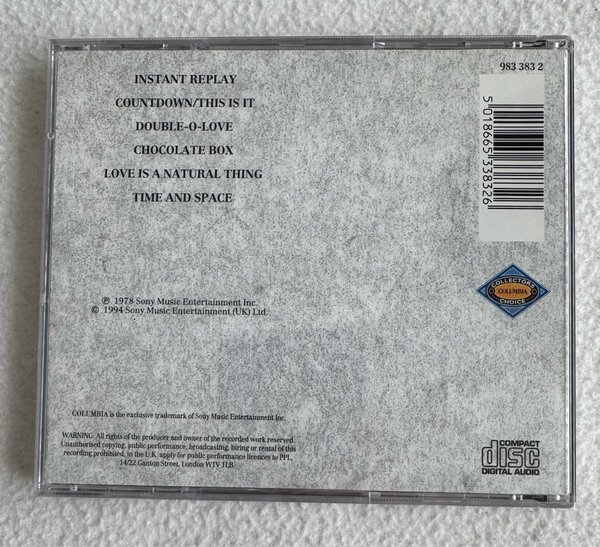 983 383 2
INSTANT REPLAY
COUNTDOWN/THIS IS IT
DOUBLE-O-LOVE
CHOCOLATE BOX
LOVE IS A NATURAL THING
TIME AND SPACE
5 018665 338326
COLLECTORS
COLUMBIA
CHOICE
℗ 1978 Sony Music Entertainment Inc.
© 1994 Sony Music Entertainment (UK) Ltd.
COLUMBIA is the exclusive trademark of Sony Music Entertainment Inc.
WARNING: All rights of the producer and owner of the recorded work reserved.
Unauthorised copying, public performance, broadcasting, hiring or rental of this
recording prohibited, in the U.K. apply for public performance licences to PPL,
14/22 Ganton Street, London W1V 1LB
COMPACT
disc
DIGITAL AUDIO